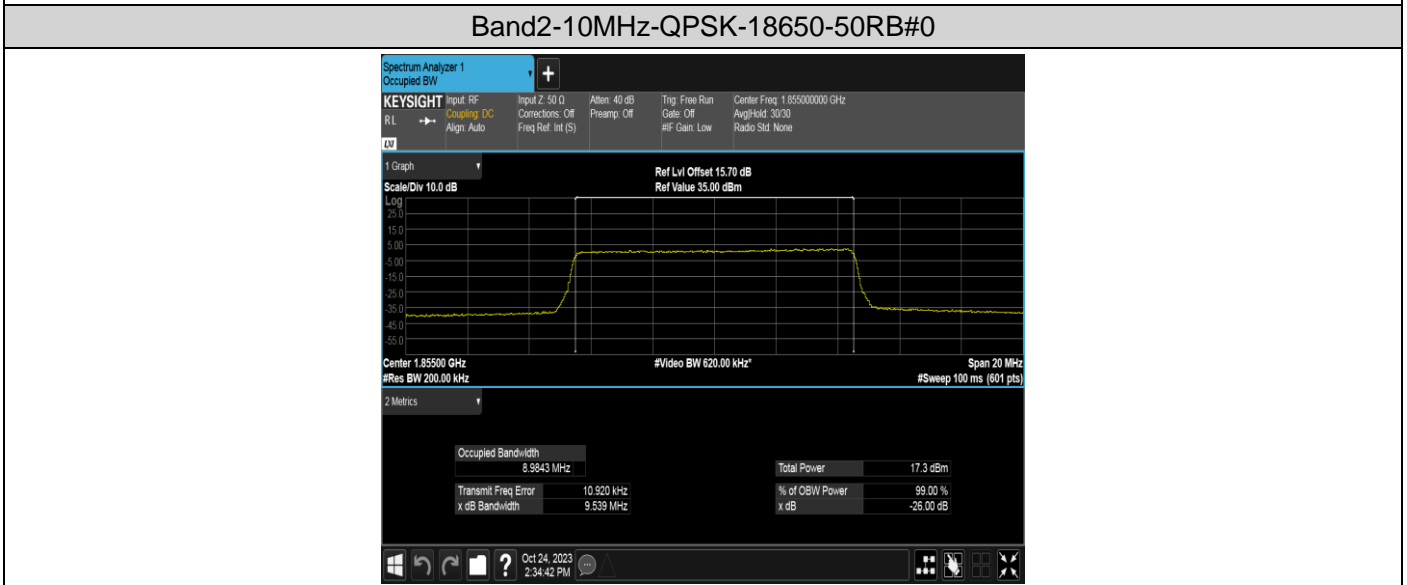 Band2-10MHz-QPSK-18650-50RB#0
Spectrum Analyzer 1
Occupied BW
+
KEYSIGHT
RL
LXI
Input: RF
Coupling: DC
Align: Auto
Input Z: 50 Ω
Corrections: Off
Freq Ref: Int (S)
Atten: 40 dB
Preamp: Off
Trig: Free Run
Gate: Off
#IF Gain: Low
Center Freq: 1.855000000 GHz
Avg|Hold: 30/30
Radio Std: None
1 Graph
Scale/Div 10.0 dB
Ref Lvl Offset 15.70 dB
Ref Value 35.00 dBm
Log
25.0
15.0
5.00
-5.00
-15.0
-25.0
-35.0
-45.0
-55.0
Center 1.85500 GHz
#Video BW 620.00 kHz*
Span 20 MHz
#Res BW 200.00 kHz
#Sweep 100 ms (601 pts)
2 Metrics
Occupied Bandwidth
8.9843 MHz
Total Power 17.3 dBm
Transmit Freq Error 10.920 kHz
% of OBW Power 99.00 %
x dB Bandwidth 9.539 MHz
x dB -26.00 dB
?
Oct 24, 2023
2:34:42 PM